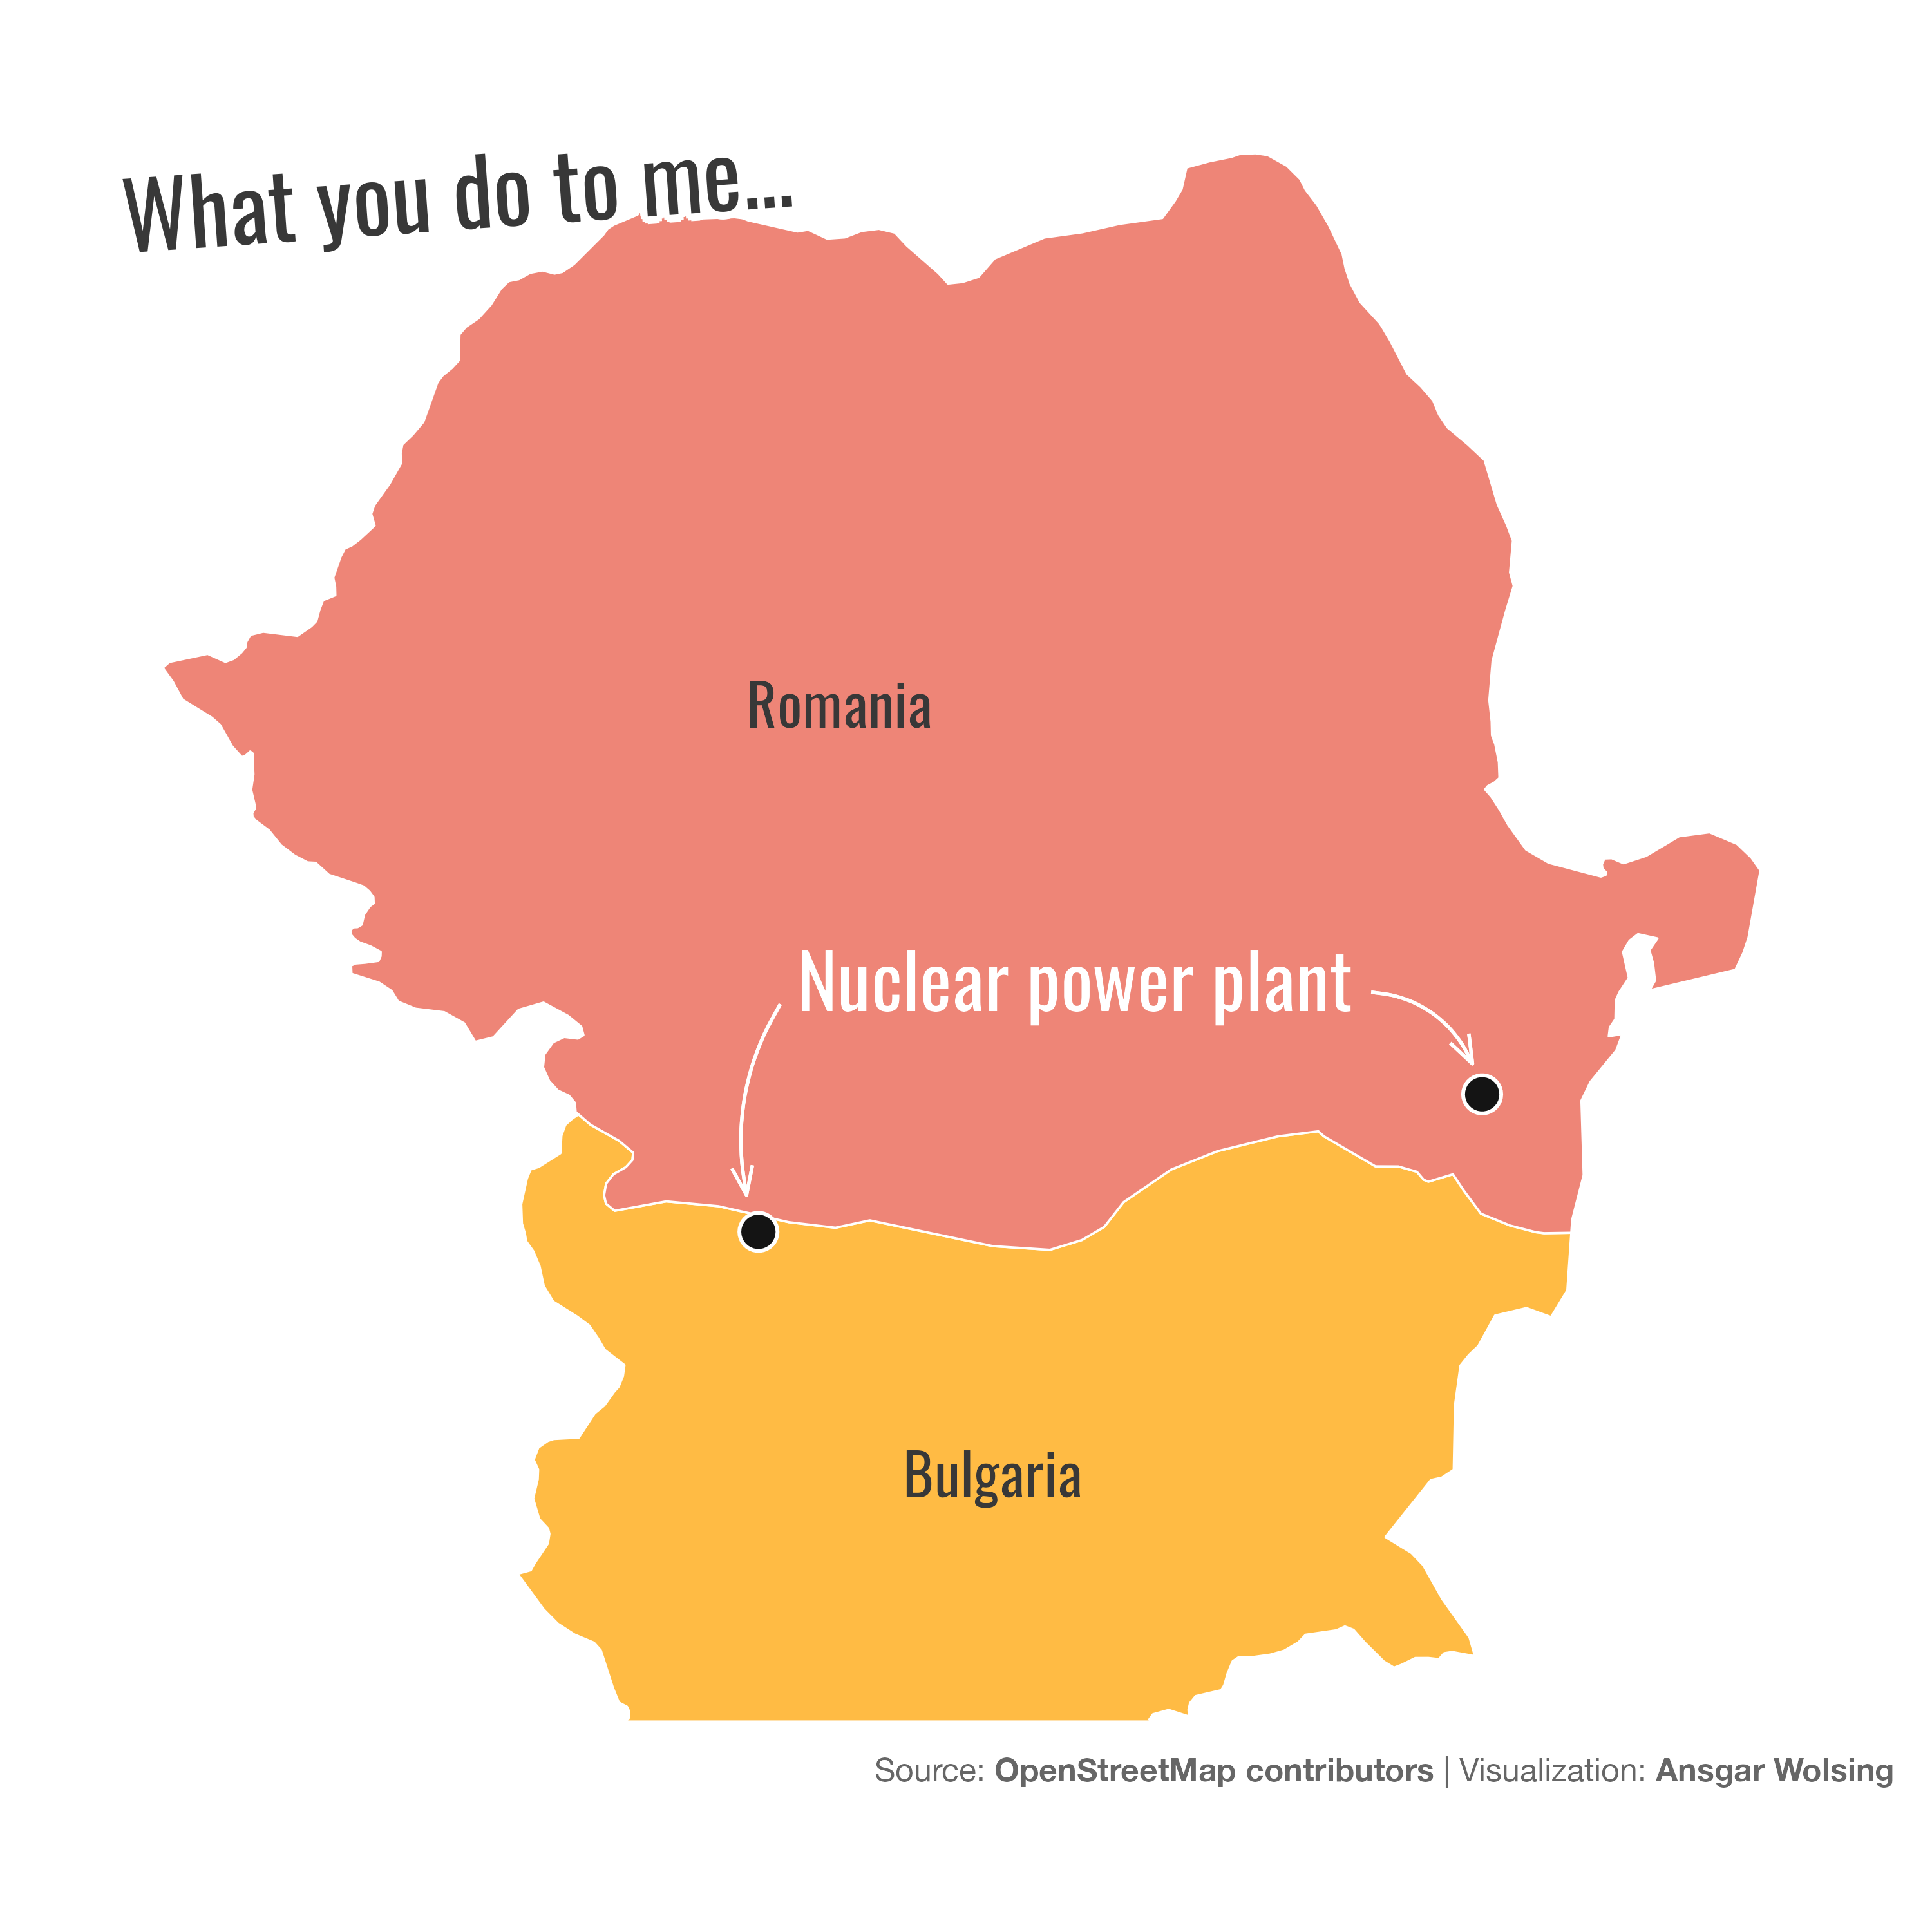 What you do to me...
Romania
Nuclear power plant
Bulgaria
Source: OpenStreetMap contributors | Visualization: Ansgar Wolsing